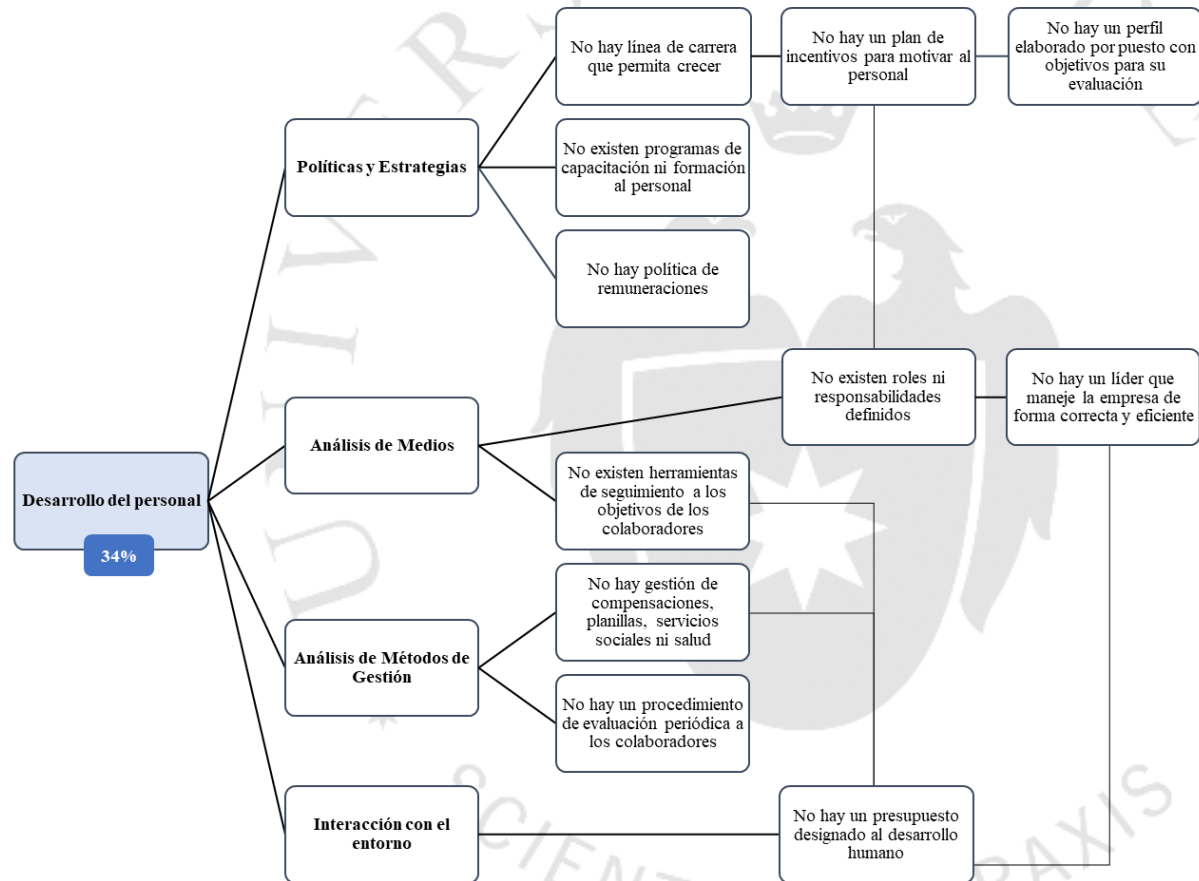 No hay línea de carrera
que permita crecer
No hay un plan de
incentivos para motivar al
personal
No hay un perfil
elaborado por puesto con
objetivos para su
evaluación
Políticas y Estrategias
No existen programas de
capacitación ni formación
al personal
No hay política de
remuneraciones
Análisis de Medios
No existen roles ni
responsabilidades
definidos
No hay un líder que
maneje la empresa de
forma correcta y eficiente
No existen herramientas
de seguimiento a los
objetivos de los
colaboradores
Desarrollo del personal
34%
No hay gestión de
compensaciones,
planillas, servicios
sociales ni salud
Análisis de Métodos de
Gestión
No hay un procedimiento
de evaluación periódica a
los colaboradores
Interacción con el
entorno
No hay un presupuesto
designado al desarrollo
humano
PRAXIS